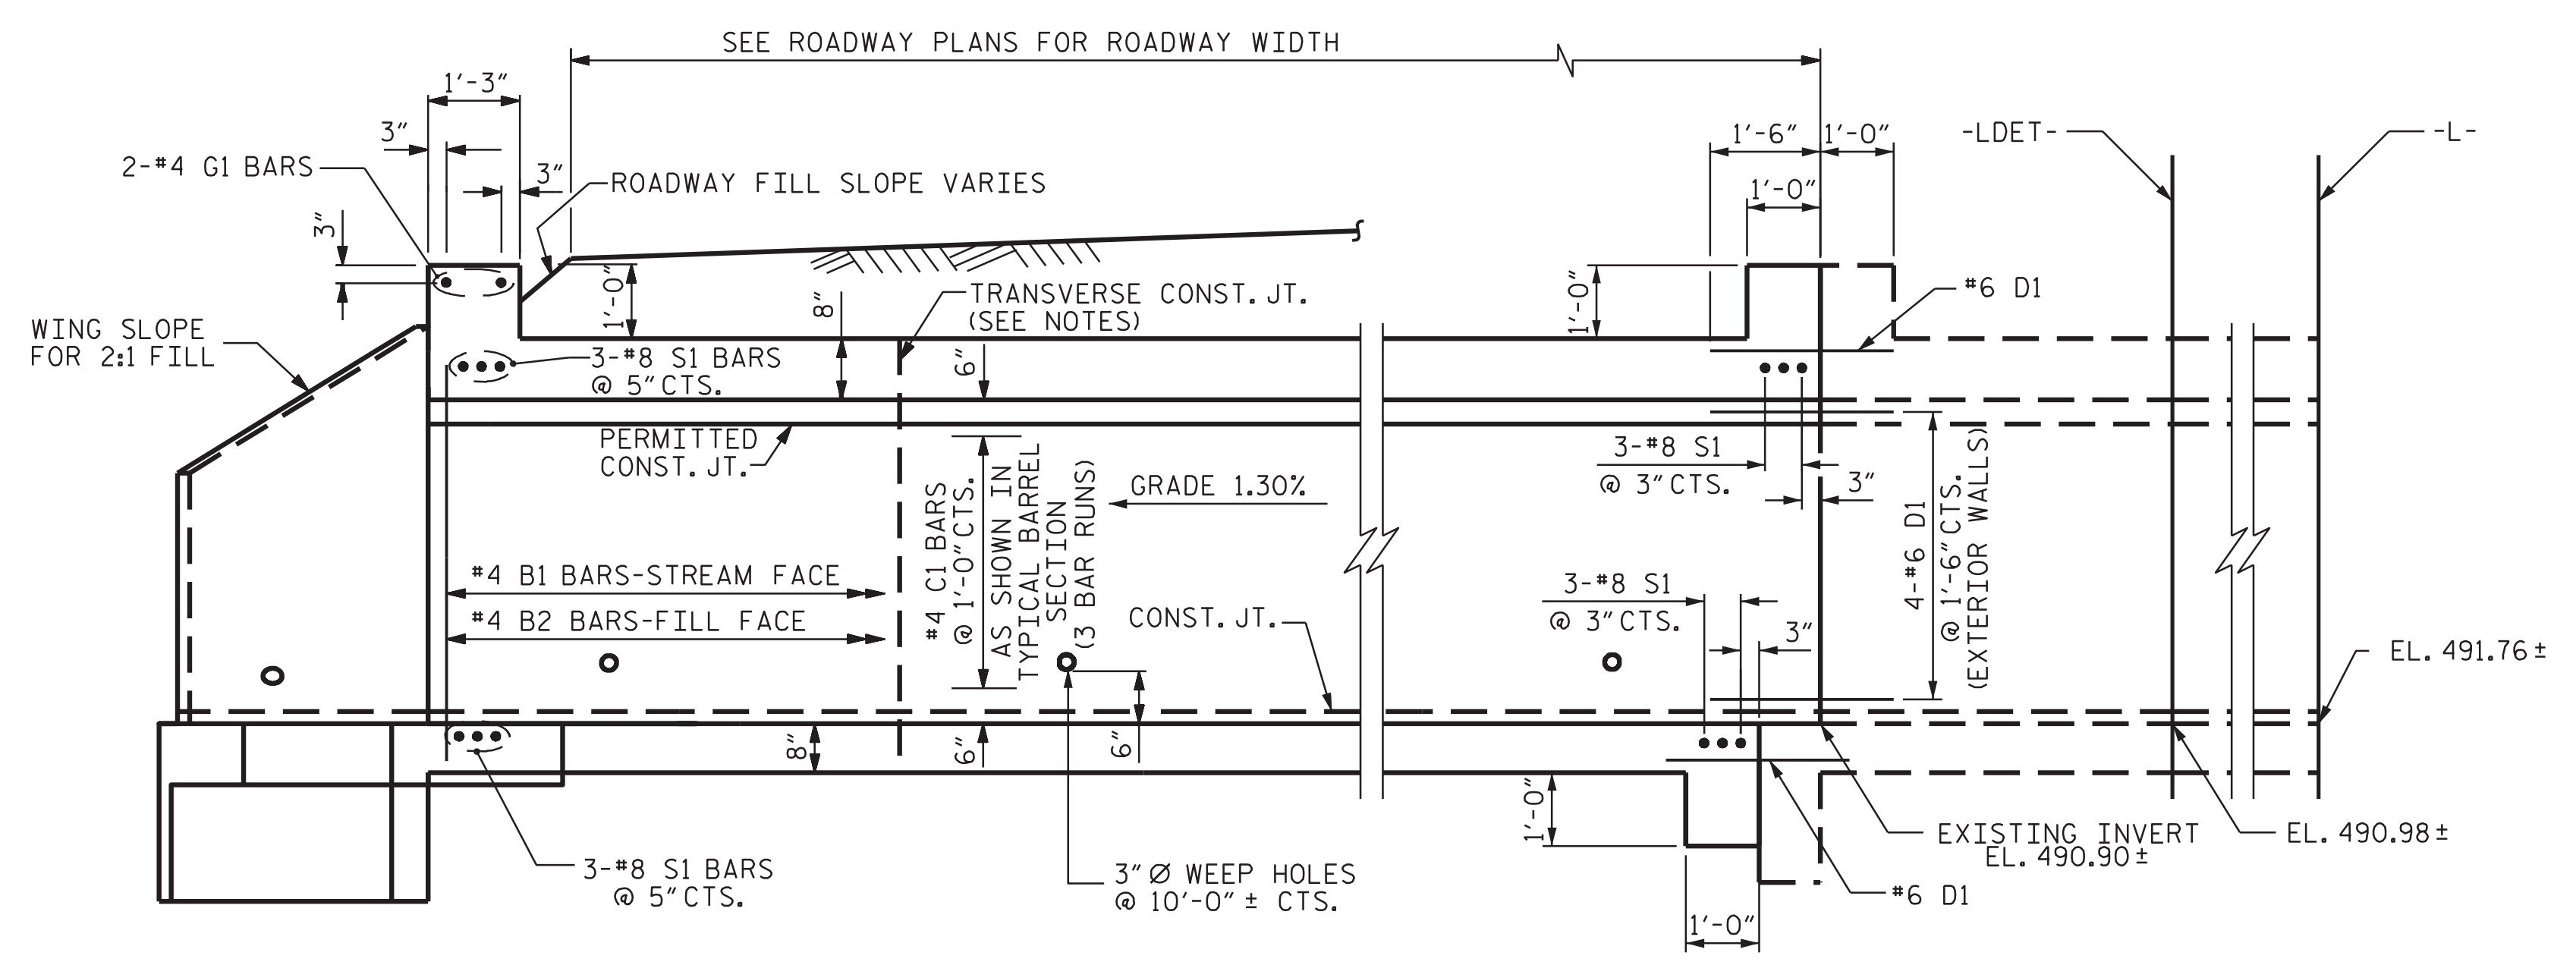 SEE ROADWAY PLANS FOR ROADWAY WIDTH
1'-3"
3"
2-#4 G1 BARS
3"
3"
ROADWAY FILL SLOPE VARIES
1'-6"
1'-0"
1'-0"
-LDET-
-L-
WING SLOPE
FOR 2:1 FILL
1'-0"
8"
TRANSVERSE CONST. JT.
(SEE NOTES)
1'-0"
#6 D1
3-#8 S1 BARS
@ 5" CTS.
6"
PERMITTED
CONST. JT.
#4 C1 BARS
@ 1'-0" CTS.
AS SHOWN IN
TYPICAL BARREL
SECTION
(3 BAR RUNS)
GRADE 1.30%
3-#8 S1
@ 3" CTS.
3"
4-#6 D1
@ 1'-6" CTS.
(EXTERIOR WALLS)
#4 B1 BARS-STREAM FACE
#4 B2 BARS-FILL FACE
CONST. JT.
3-#8 S1
@ 3" CTS.
3"
EL. 491.76 ±
8"
6"
6"
1'-0"
EXISTING INVERT
EL. 490.90 ±
EL. 490.98 ±
3-#8 S1 BARS
@ 5" CTS.
3" Ø WEEP HOLES
@ 10'-0" ± CTS.
#6 D1
1'-0"